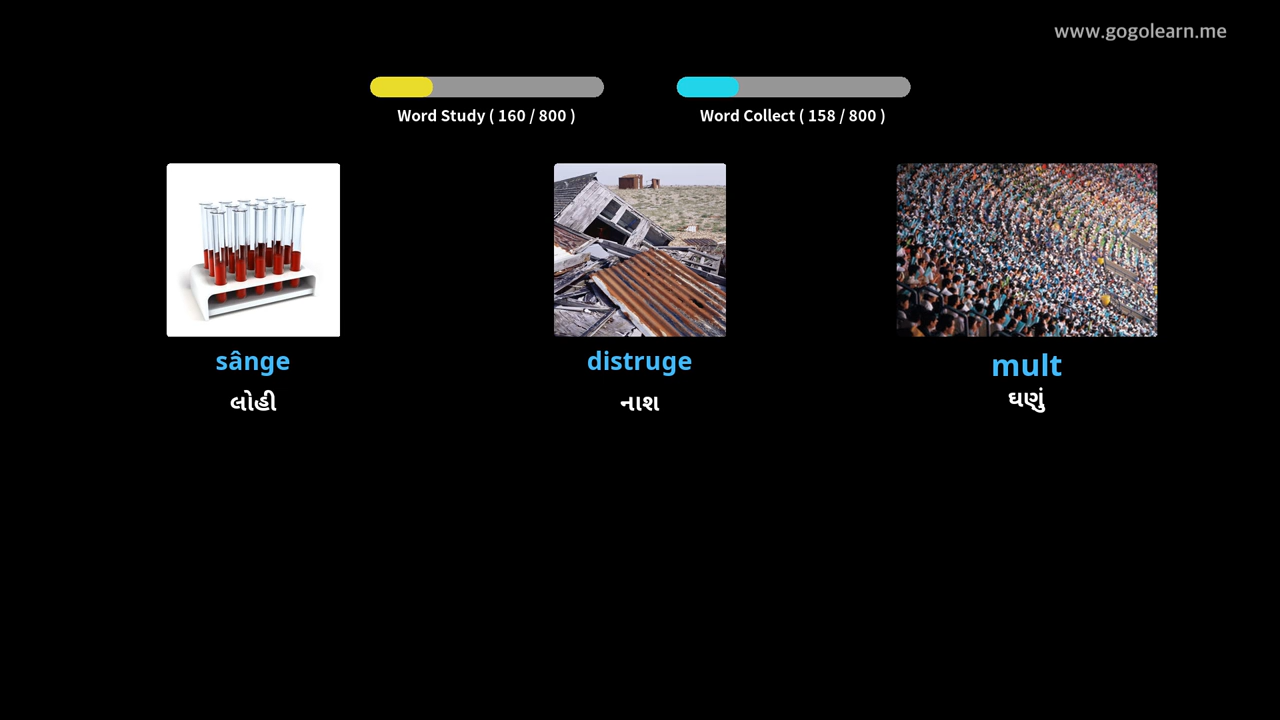 www.gogolearn.me
Word Study ( 160 / 800 )
Word Collect ( 158 / 800 )
sânge
distruge
mult
લોહી
નાશ
ઘણું